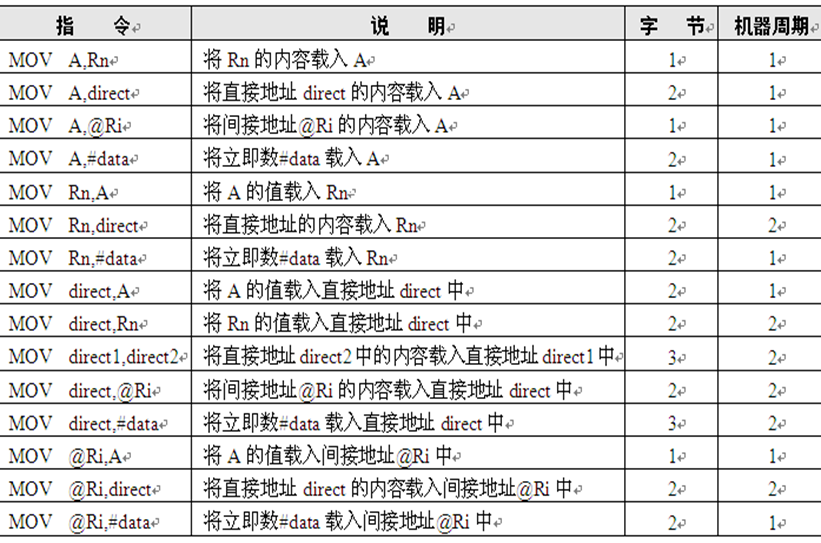 指 令↵ 说 明↵ 字 节↵ 机器周期↵
MOV A,Rn↵ 将 Rn 的内容载入 A↵ 1↵ 1↵
MOV A,direct↵ 将直接地址 direct 的内容载入 A↵ 2↵ 1↵
MOV A,@Ri↵ 将间接地址@Ri 的内容载入 A↵ 1↵ 1↵
MOV A,#data↵ 将立即数#data 载入 A↵ 2↵ 1↵
MOV Rn,A↵ 将 A 的值载入 Rn↵ 1↵ 1↵
MOV Rn,direct↵ 将直接地址的内容载入 Rn↵ 2↵ 2↵
MOV Rn,#data↵ 将立即数#data 载入 Rn↵ 2↵ 1↵
MOV direct,A↵ 将 A 的值载入直接地址 direct 中↵ 2↵ 1↵
MOV direct,Rn↵ 将 Rn 的值载入直接地址 direct 中↵ 2↵ 2↵
MOV direct1,direct2↵ 将直接地址 direct2 中的内容载入直接地址 direct1 中↵ 3↵ 2↵
MOV direct,@Ri↵ 将间接地址@Ri 的内容载入直接地址 direct 中↵ 2↵ 2↵
MOV direct,#data↵ 将立即数#data 载入直接地址 direct 中↵ 3↵ 2↵
MOV @Ri,A↵ 将 A 的值载入间接地址@Ri 中↵ 1↵ 1↵
MOV @Ri,direct↵ 将直接地址 direct 的内容载入间接地址@Ri 中↵ 2↵ 2↵
MOV @Ri,#data↵ 将立即数#data 载入间接地址@Ri 中↵ 2↵ 1↵